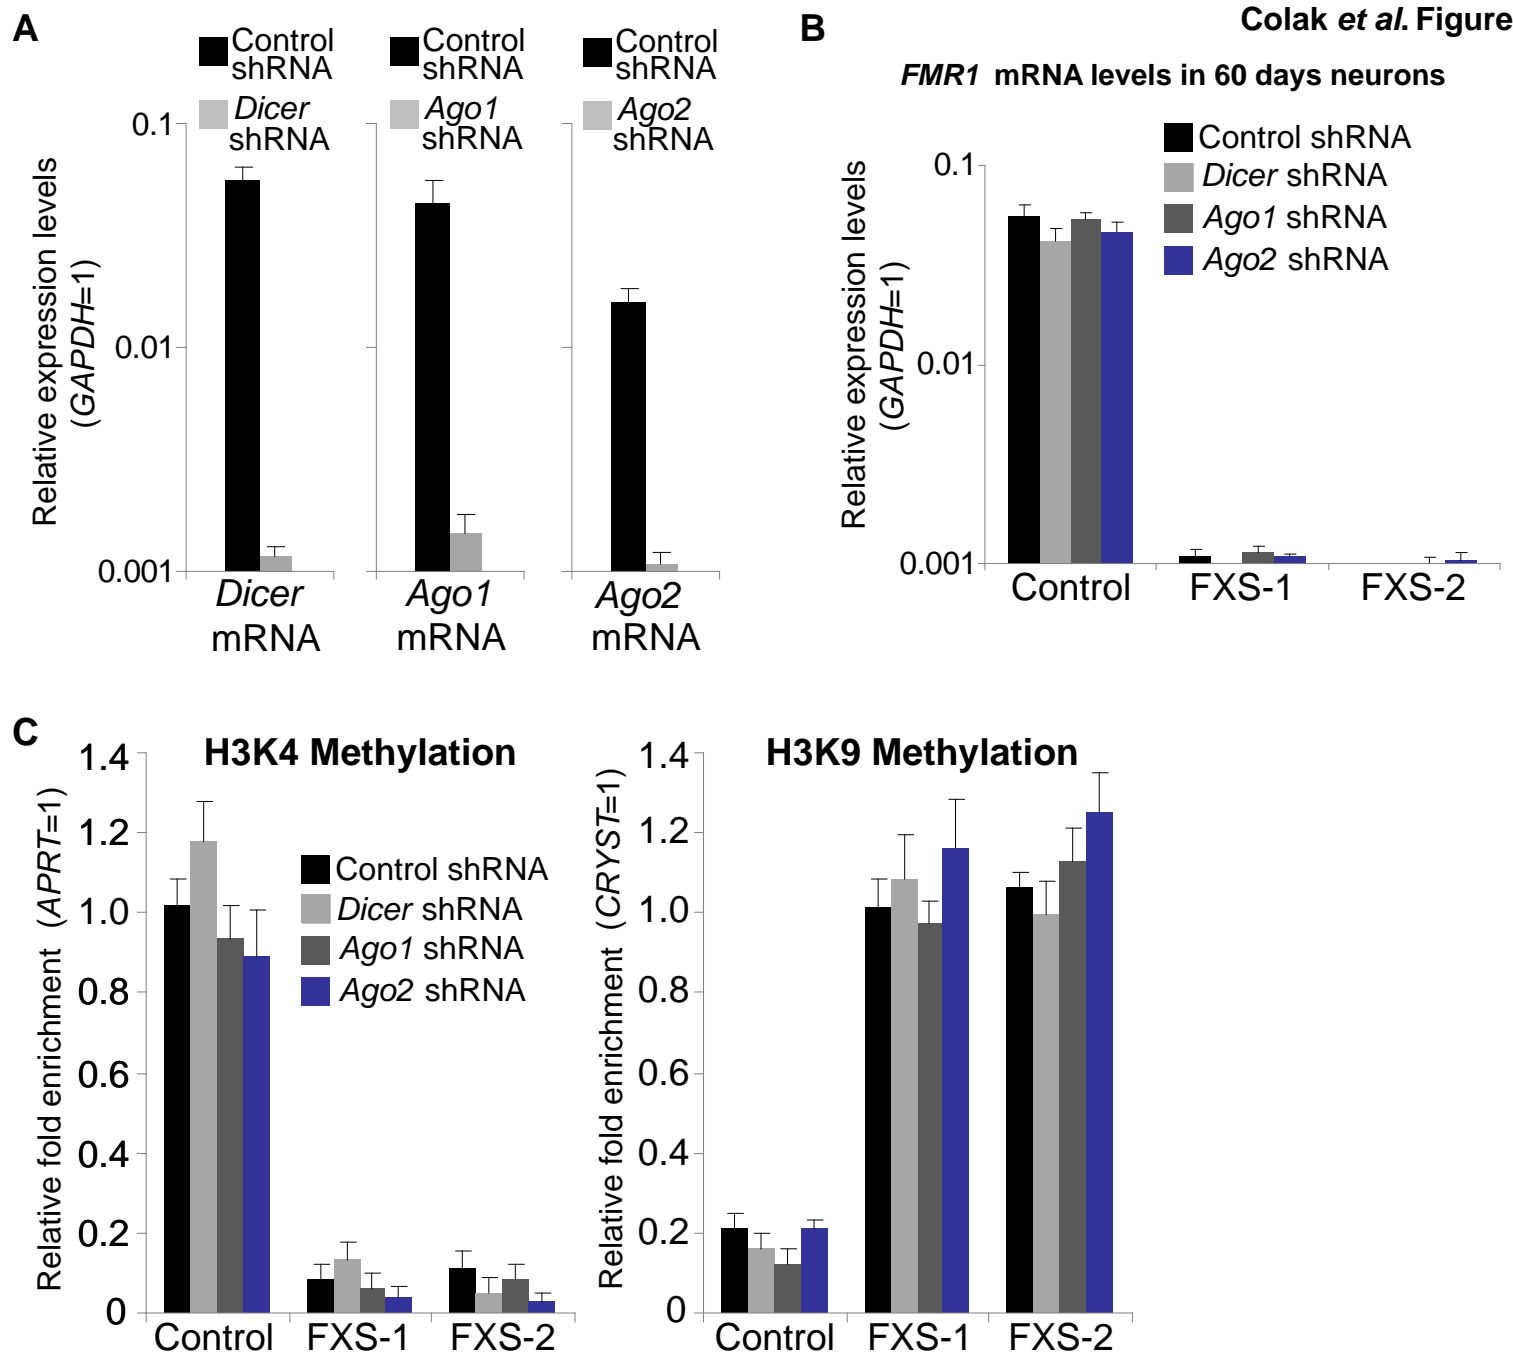 Colak et al. Figure
A
Control
shRNA
Dicer
shRNA
Control
shRNA
Ago1
shRNA
Control
shRNA
Ago2
shRNA
Relative expression levels
(GAPDH=1)
0.1
0.01
0.001
Dicer
mRNA
Ago1
mRNA
Ago2
mRNA
B
FMR1 mRNA levels in 60 days neurons
Control shRNA
Dicer shRNA
Ago1 shRNA
Ago2 shRNA
Relative expression levels
(GAPDH=1)
0.1
0.01
0.001
Control FXS-1 FXS-2
C
H3K4 Methylation
Relative fold enrichment (APRT=1)
1.4
1.2
1.0
0.8
0.6
0.4
0.2
0
Control shRNA
Dicer shRNA
Ago1 shRNA
Ago2 shRNA
Control FXS-1 FXS-2
H3K9 Methylation
Relative fold enrichment (CRYST=1)
1.4
1.2
1.0
0.8
0.6
0.4
0.2
0
Control FXS-1 FXS-2